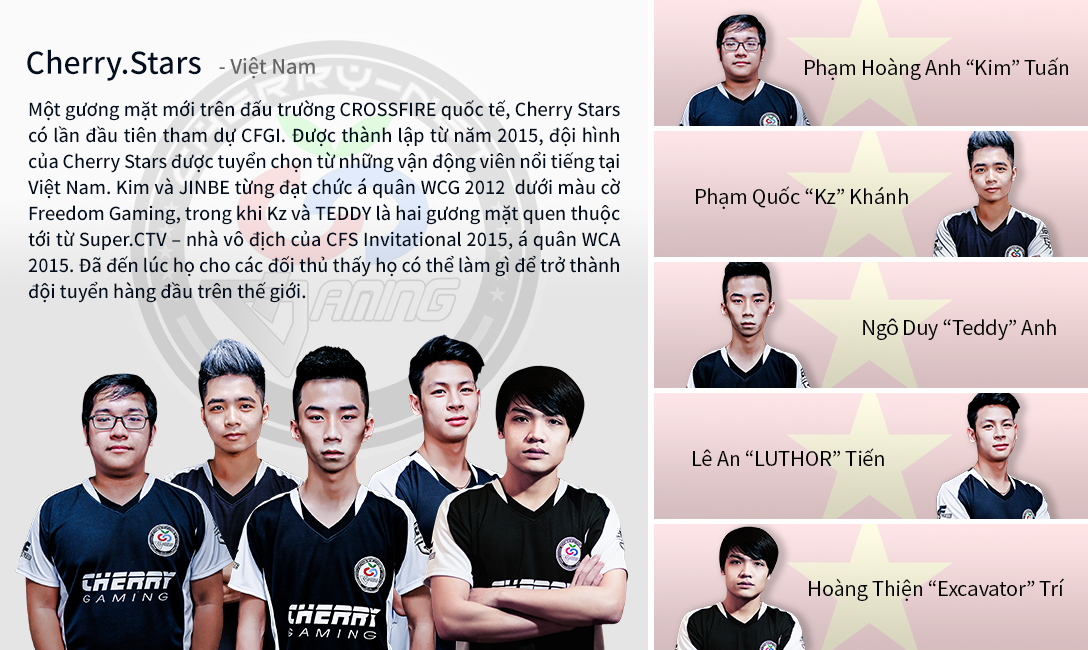 Cherry.Stars - Việt Nam
Một gương mặt mới trên đấu trường CROSSFIRE quốc tế, Cherry Stars
có lần đầu tiên tham dự CFGI. Được thành lập từ năm 2015, đội hình
của Cherry Stars được tuyển chọn từ những vận động viên nổi tiếng tại
Việt Nam. Kim và JINBE từng đạt chức á quân WCG 2012 dưới màu cờ
Freedom Gaming, trong khi Kz và TEDDY là hai gương mặt quen thuộc
tới từ Super.CTV – nhà vô địch của CFS Invitational 2015, á quân WCA
2015. Đã đến lúc họ cho các đối thủ thấy họ có thể làm gì để trở thành
đội tuyển hàng đầu trên thế giới.
GAMING
CHERRY
GAMING
CHERRY
GAMING
CHERRY
GAMING
Phạm Hoàng Anh “Kim” Tuấn
Phạm Quốc “Kz” Khánh
Ngô Duy “Teddy” Anh
Lê An “LUTHOR” Tiến
Hoàng Thiện “Excavator” Trí